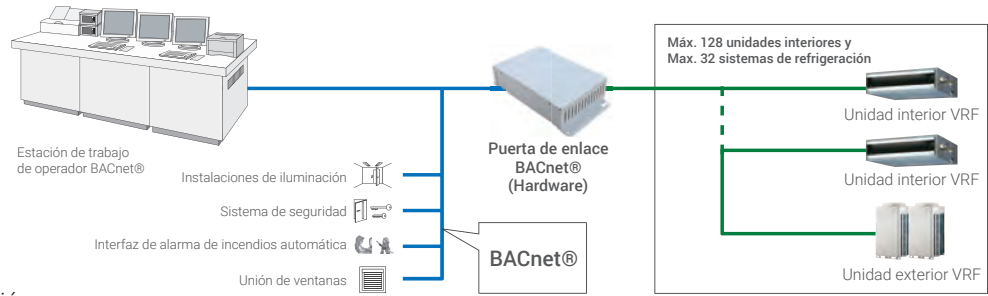 Estación de trabajo
de operador BACnet®
Instalaciones de iluminación
Sistema de seguridad
Interfaz de alarma de incendios automática
Unión de ventanas
BACnet®
Puerta de enlace
BACnet®
(Hardware)
Máx. 128 unidades interiores y
Max. 32 sistemas de refrigeración
Unidad interior VRF
Unidad interior VRF
Unidad exterior VRF